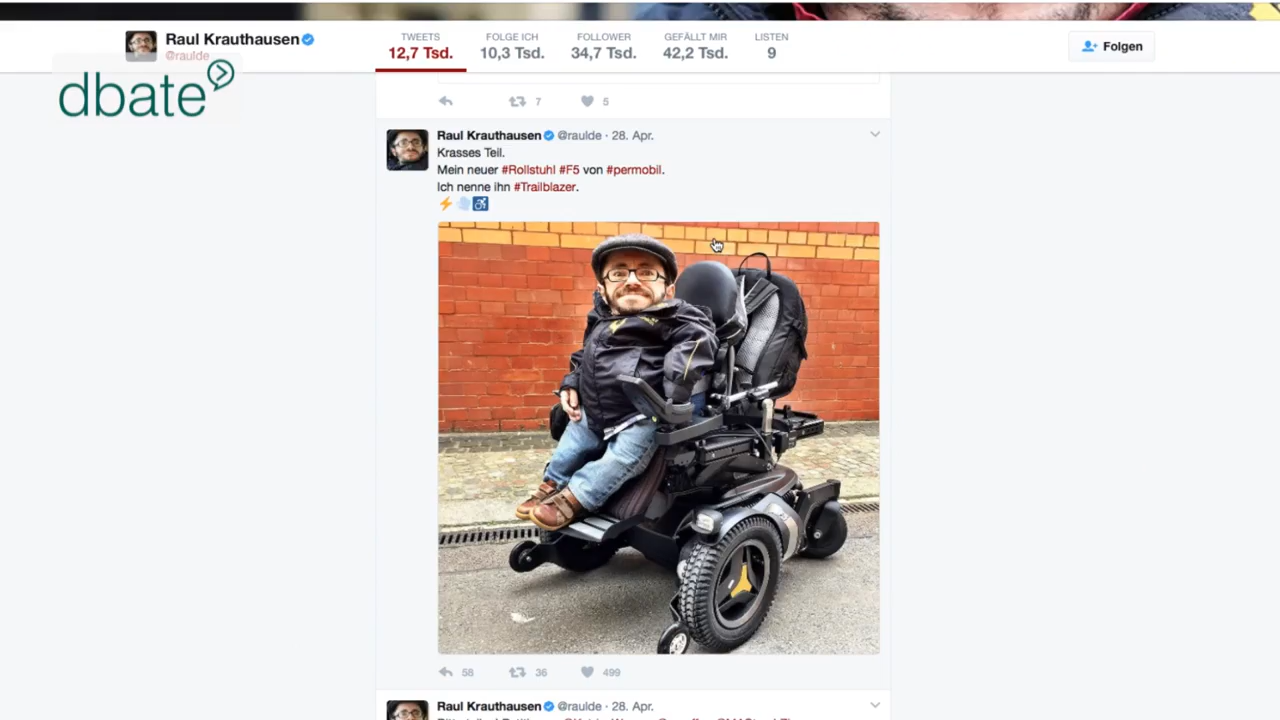 Raul Krauthausen
@raulde
TWEETS
12,7 Tsd.
FOLGE ICH
10,3 Tsd.
FOLLOWER
34,7 Tsd.
GEFÄLLT MIR
42,2 Tsd.
LISTEN
9
Folgen
dbate
7
5
Raul Krauthausen @raulde · 28. Apr.
Krasses Teil.
Mein neuer #Rollstuhl #F5 von #permobil.
Ich nenne ihn #Trailblazer.
58
36
499
Raul Krauthausen @raulde · 28. Apr.